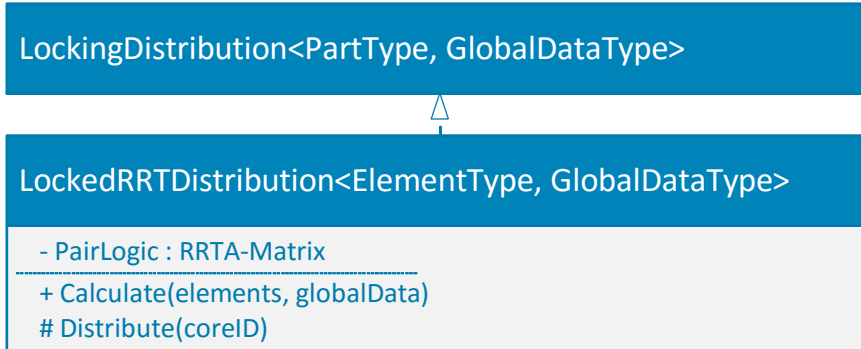 LockingDistribution<PartType, GlobalDataType>
LockedRRTDistribution<ElementType, GlobalDataType>
- PairLogic : RRTA-Matrix
+ Calculate(elements, globalData)
# Distribute(coreID)